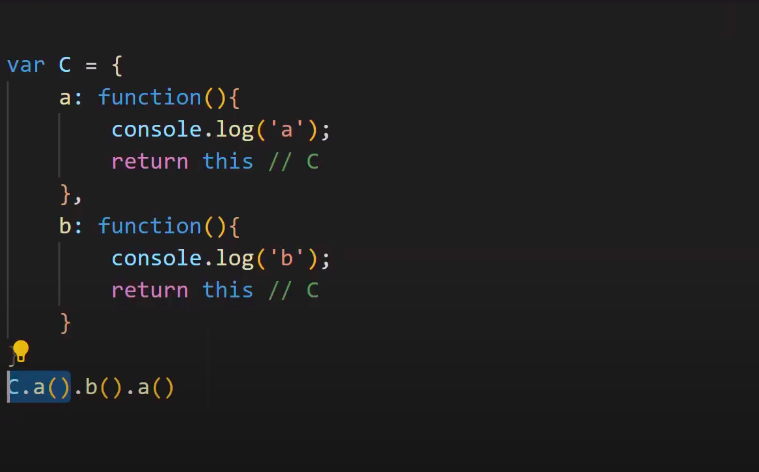 var C = {
    a: function(){
        console.log('a');
        return this // C
    },
    b: function(){
        console.log('b');
        return this // C
    }
}
C.a().b().a()